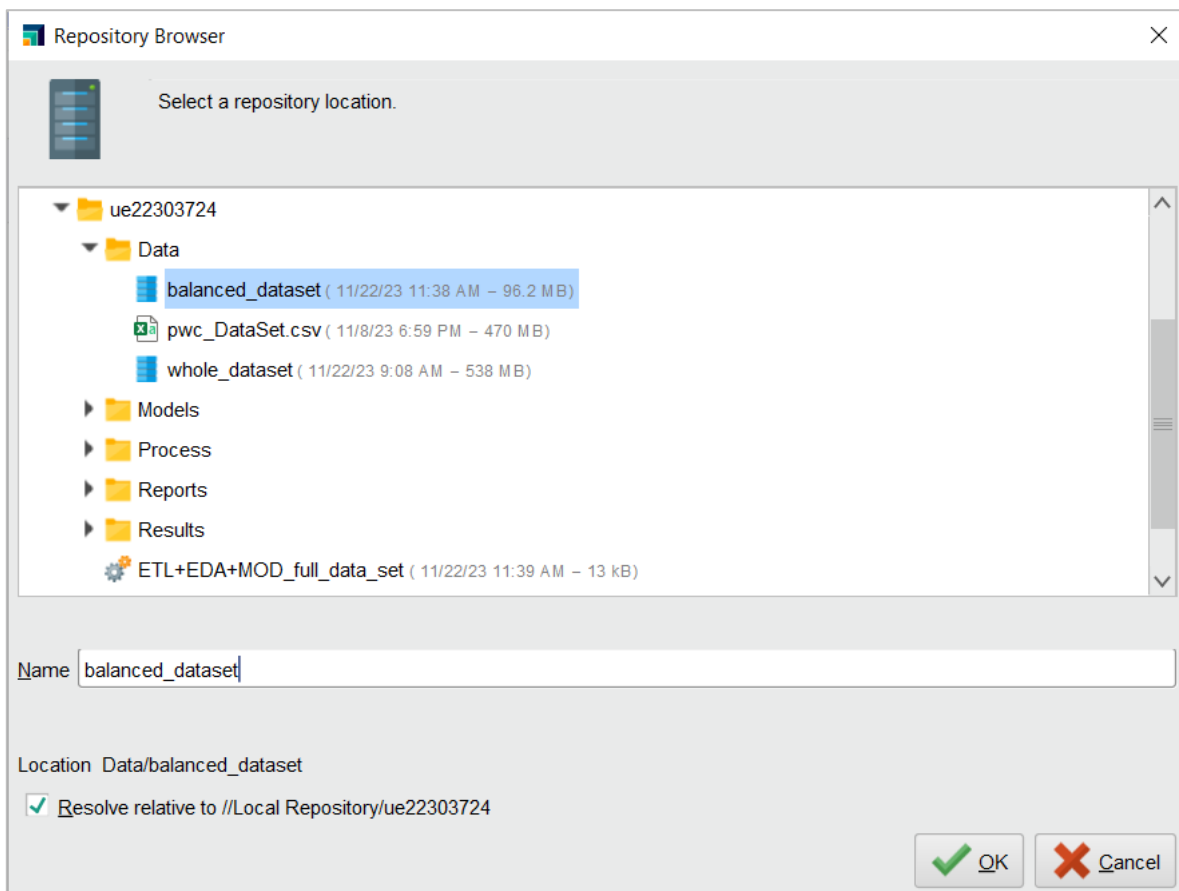 Repository Browser
Select a repository location.
ue22303724
Data
balanced_dataset ( 11/22/23 11:38 AM – 96.2 MB)
pwc_DataSet.csv ( 11/8/23 6:59 PM – 470 MB)
whole_dataset ( 11/22/23 9:08 AM – 538 MB)
Models
Process
Reports
Results
ETL+EDA+MOD_full_data_set ( 11/22/23 11:39 AM – 13 kB)
Name balanced_dataset
Location Data/balanced_dataset
Resolve relative to //Local Repository/ue22303724
OK Cancel